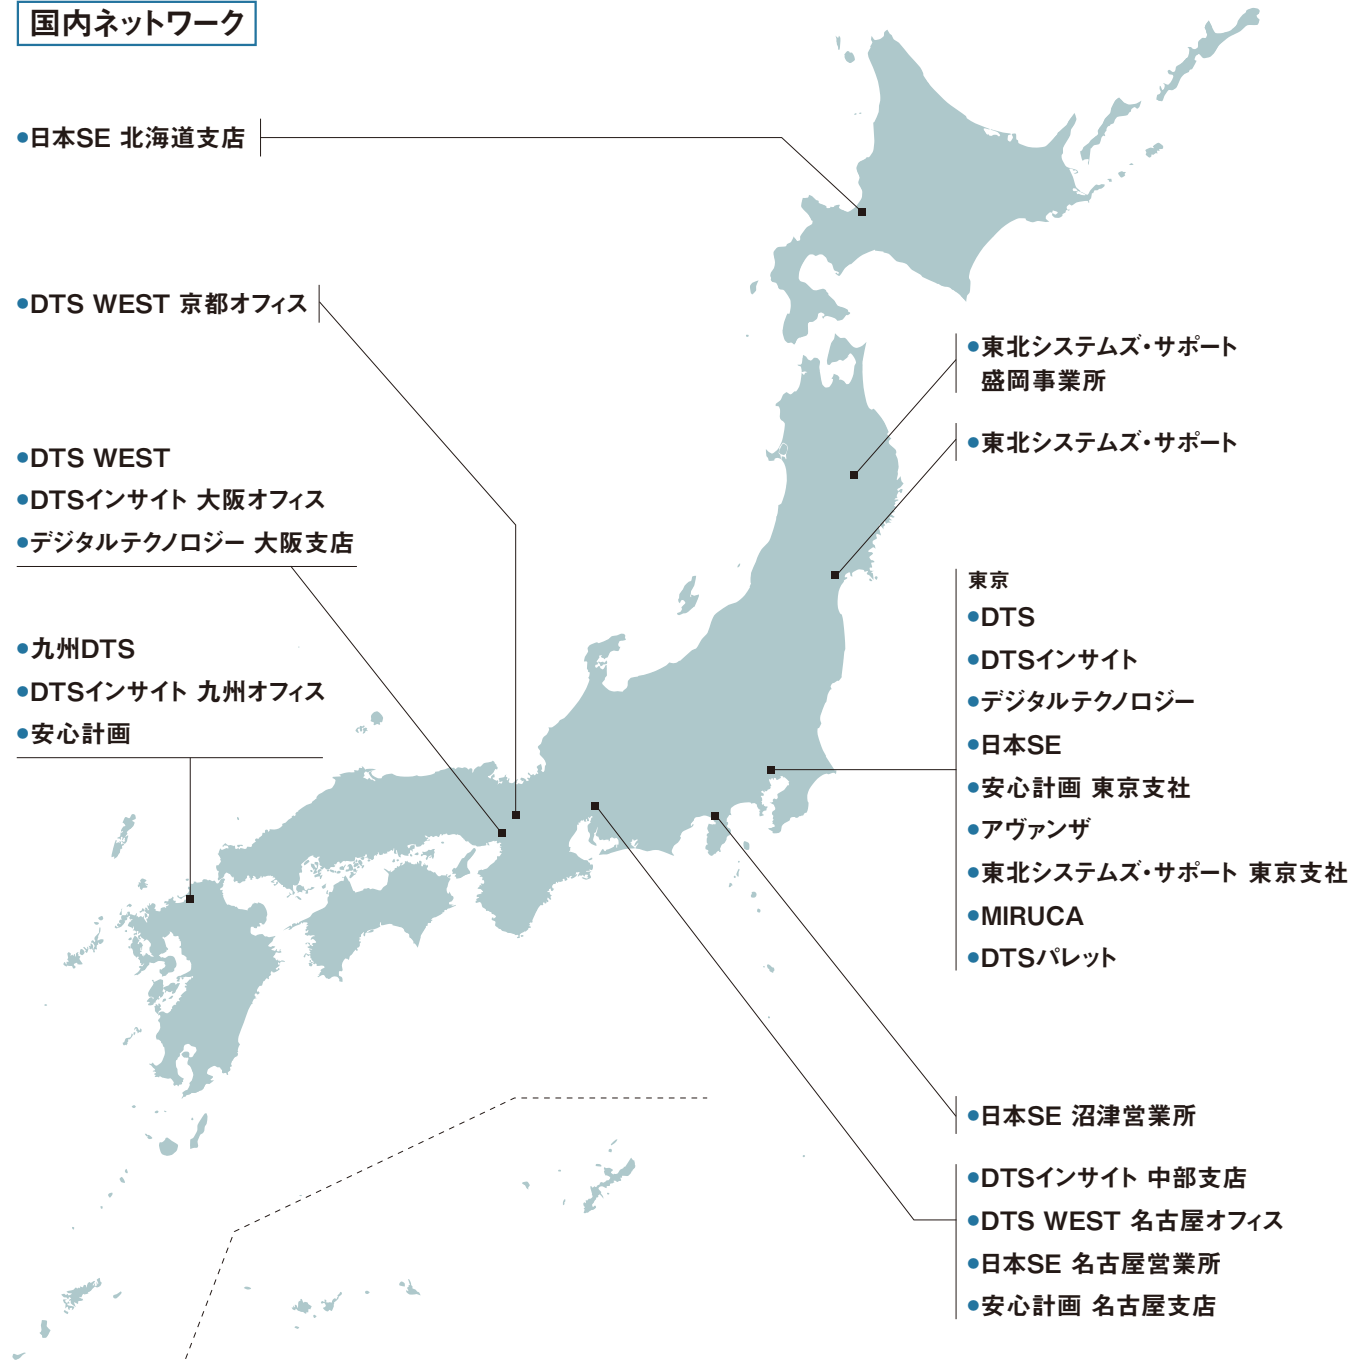 国内ネットワーク
●日本SE 北海道支店
●DTS WEST 京都オフィス
●DTS WEST
●DTSインサイト 大阪オフィス
●デジタルテクノロジー 大阪支店
●九州DTS
●DTSインサイト 九州オフィス
●安心計画
●東北システムズ・サポート
盛岡事業所
●東北システムズ・サポート
東京
●DTS
●DTSインサイト
●デジタルテクノロジー
●日本SE
●安心計画 東京支社
●アヴァンザ
●東北システムズ・サポート 東京支社
●MIRUCA
●DTSパレット
●日本SE 沼津営業所
●DTSインサイト 中部支店
●DTS WEST 名古屋オフィス
●日本SE 名古屋営業所
●安心計画 名古屋支店